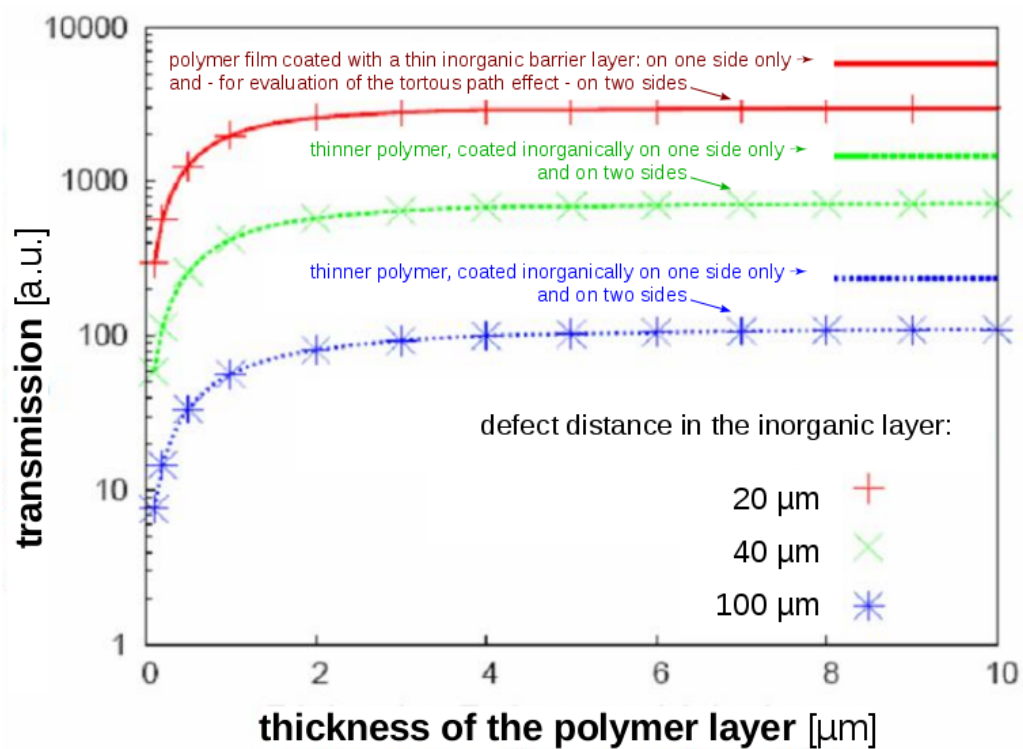 10000
polymer film coated with a thin inorganic barrier layer: on one side only
and - for evaluation of the tortous path effect - on two sides
thinner polymer, coated inorganically on one side only
and on two sides
1000
thinner polymer, coated inorganically on one side only
and on two sides
100
defect distance in the inorganic layer:
10
20 µm
40 µm
100 µm
1
transmission [a.u.]
0 2 4 6 8 10
thickness of the polymer layer [µm]